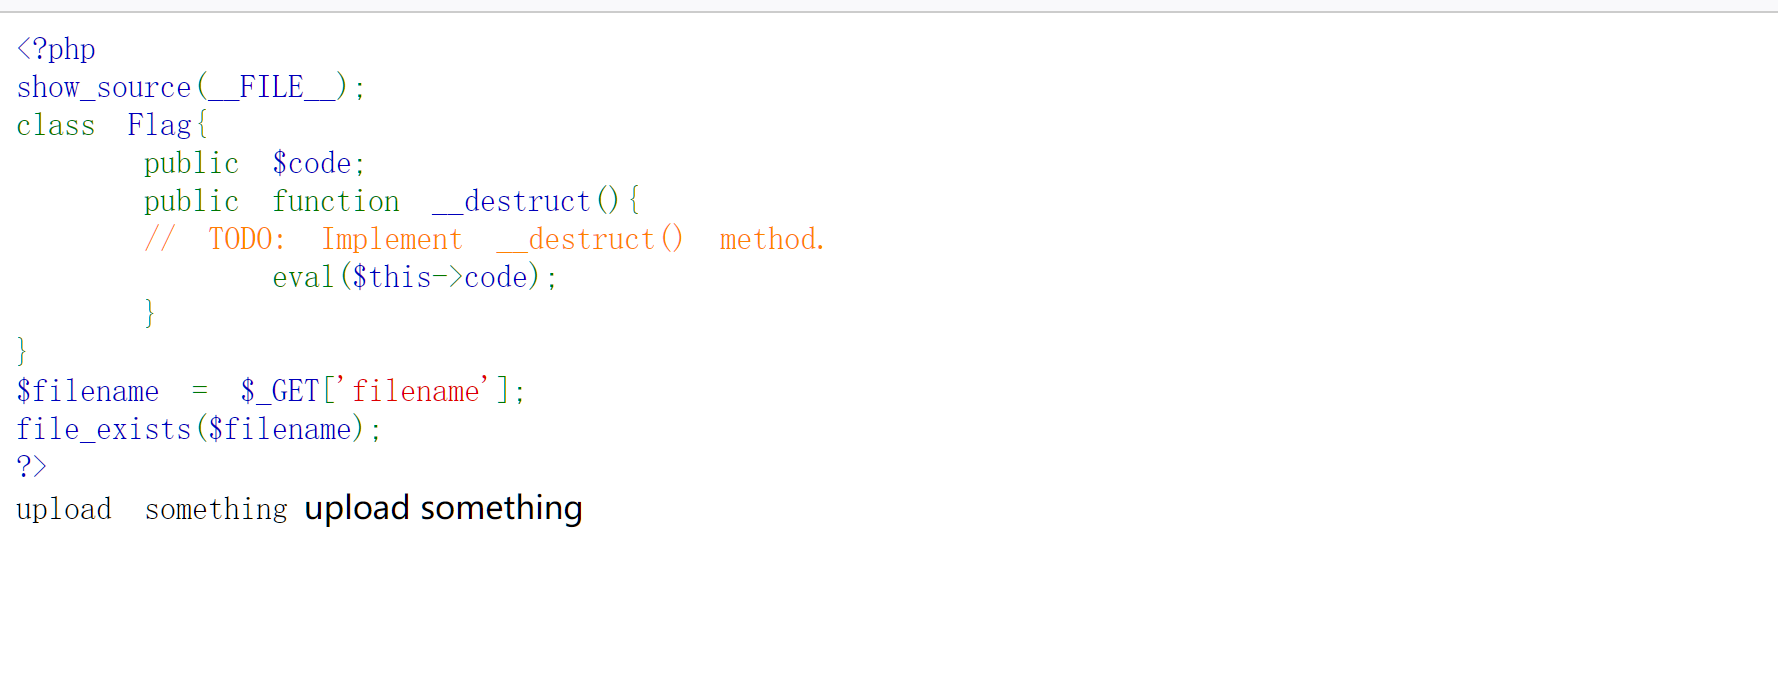 <?php
show_source(__FILE__);
class Flag{
public $code;
public function __destruct(){
// TODO: Implement __destruct() method.
eval($this->code);
}
}
$filename = $_GET['filename'];
file_exists($filename);
?>
upload something upload something